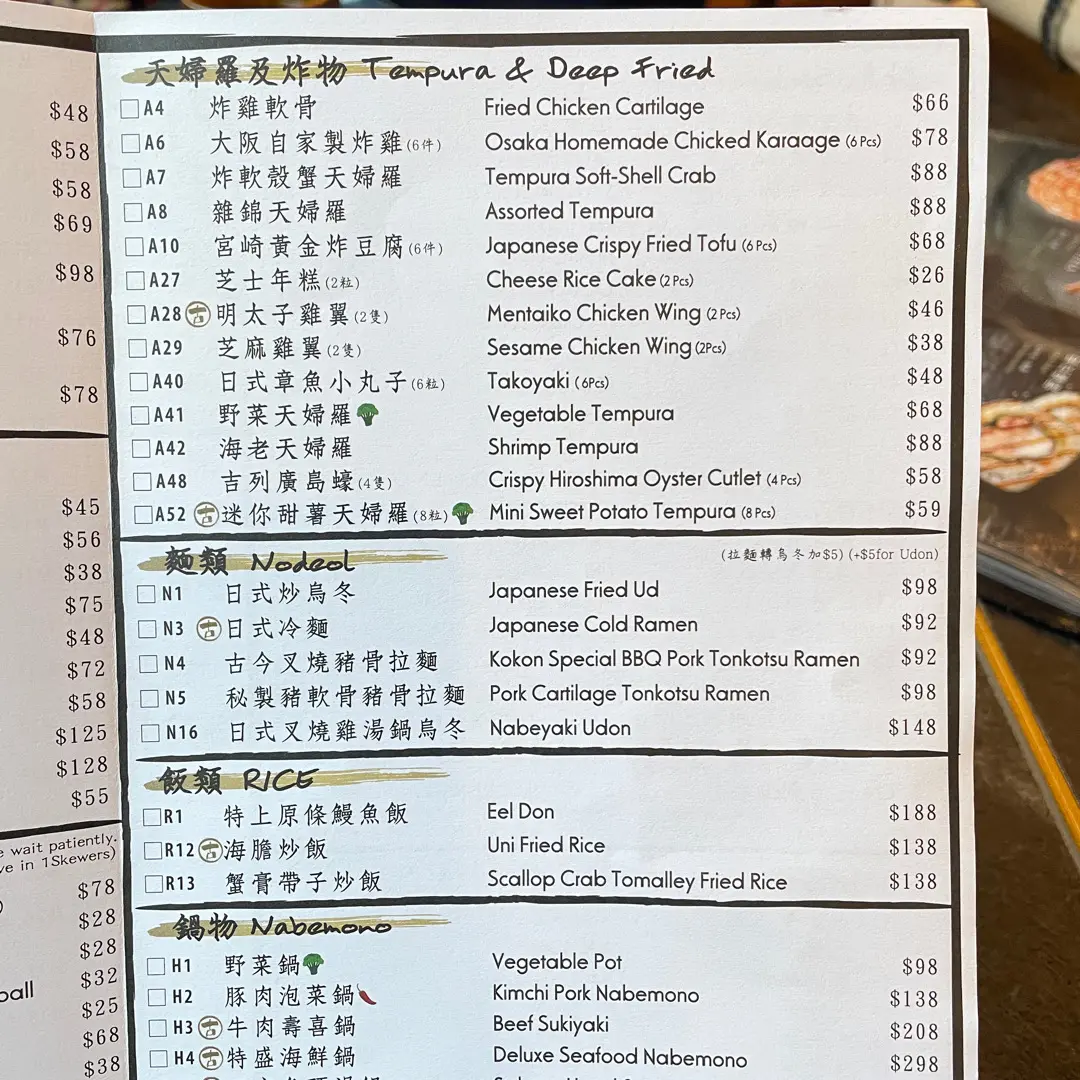 $48
$58
$58
$69
$98
$76
$78
$45
$56
$38
$75
$48
$72
$58
$125
$128
$55
wait patiently.
in 1Skewers)
$78
$28
$28
$32
$25
$68
$38
天婦羅及炸物 Tempura & Deep Fried
A4 炸雞軟骨 Fried Chicken Cartilage $66
A6 大阪自家製炸雞(6件) Osaka Homemade Chicked Karaage (6 Pcs) $78
A7 炸軟殼蟹天婦羅 Tempura Soft-Shell Crab $88
A8 雜錦天婦羅 Assorted Tempura $88
A10 宮崎黃金炸豆腐(6件) Japanese Crispy Fried Tofu (6 Pcs) $68
A27 芝士年糕(2粒) Cheese Rice Cake (2 Pcs) $26
A28 古 明太子雞翼(2隻) Mentaiko Chicken Wing (2 Pcs) $46
A29 芝麻雞翼(2隻) Sesame Chicken Wing (2Pcs) $38
A40 日式章魚小丸子(6粒) Takoyaki (6Pcs) $48
A41 野菜天婦羅 Vegetable Tempura $68
A42 海老天婦羅 Shrimp Tempura $88
A48 吉列廣島蠔(4隻) Crispy Hiroshima Oyster Cutlet (4 Pcs) $58
A52 古 迷你甜薯天婦羅(8粒) Mini Sweet Potato Tempura (8 Pcs) $59
麵類 Nodeol (拉麵轉烏冬加$5) (+$5for Udon)
N1 日式炒烏冬 Japanese Fried Ud $98
N3 古 日式冷麵 Japanese Cold Ramen $92
N4 古今叉燒豬骨拉麵 Kokon Special BBQ Pork Tonkotsu Ramen $92
N5 秘製豬軟骨豬骨拉麵 Pork Cartilage Tonkotsu Ramen $98
N16 日式叉燒雞湯鍋烏冬 Nabeyaki Udon $148
飯類 RICE
R1 特上原條鰻魚飯 Eel Don $188
R12 古 海膽炒飯 Uni Fried Rice $138
R13 蟹膏帶子炒飯 Scallop Crab Tomalley Fried Rice $138
鍋物 Nabemono
H1 野菜鍋 Vegetable Pot $98
H2 豚肉泡菜鍋 Kimchi Pork Nabemono $138
H3 古 牛肉壽喜鍋 Beef Sukiyaki $208
H4 古 特盛海鮮鍋 Deluxe Seafood Nabemono $298